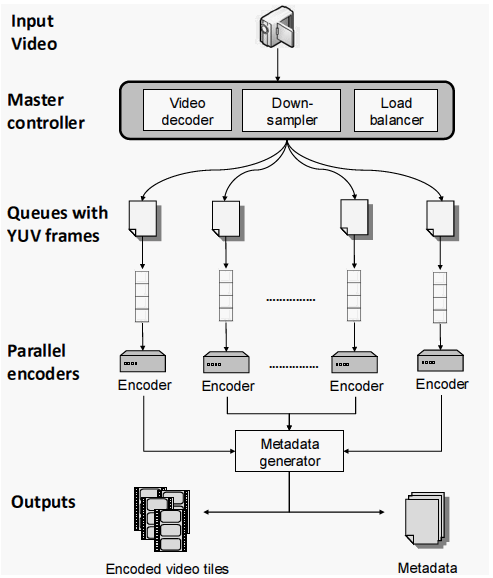 Input
Video
Master
controller
Video
decoder
Down-
sampler
Load
balancer
Queues with
YUV frames
Parallel
encoders
Encoder
Encoder
Encoder
Encoder
Metadata
generator
Outputs
Encoded video tiles
Metadata